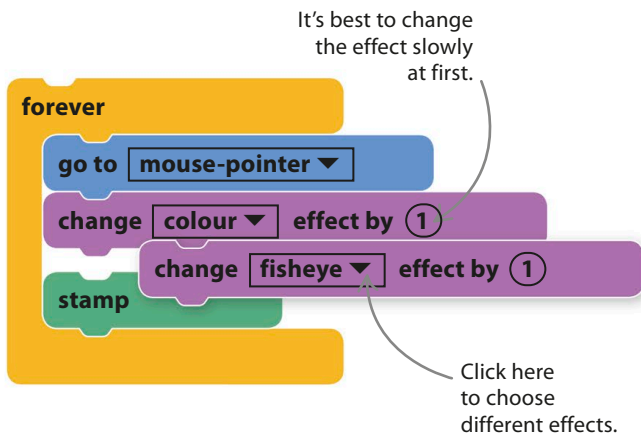 It's best to change
the effect slowly
at first.
forever
go to mouse-pointer
change colour effect by 1
change fisheye effect by 1
stamp
Click here
to choose
different effects.